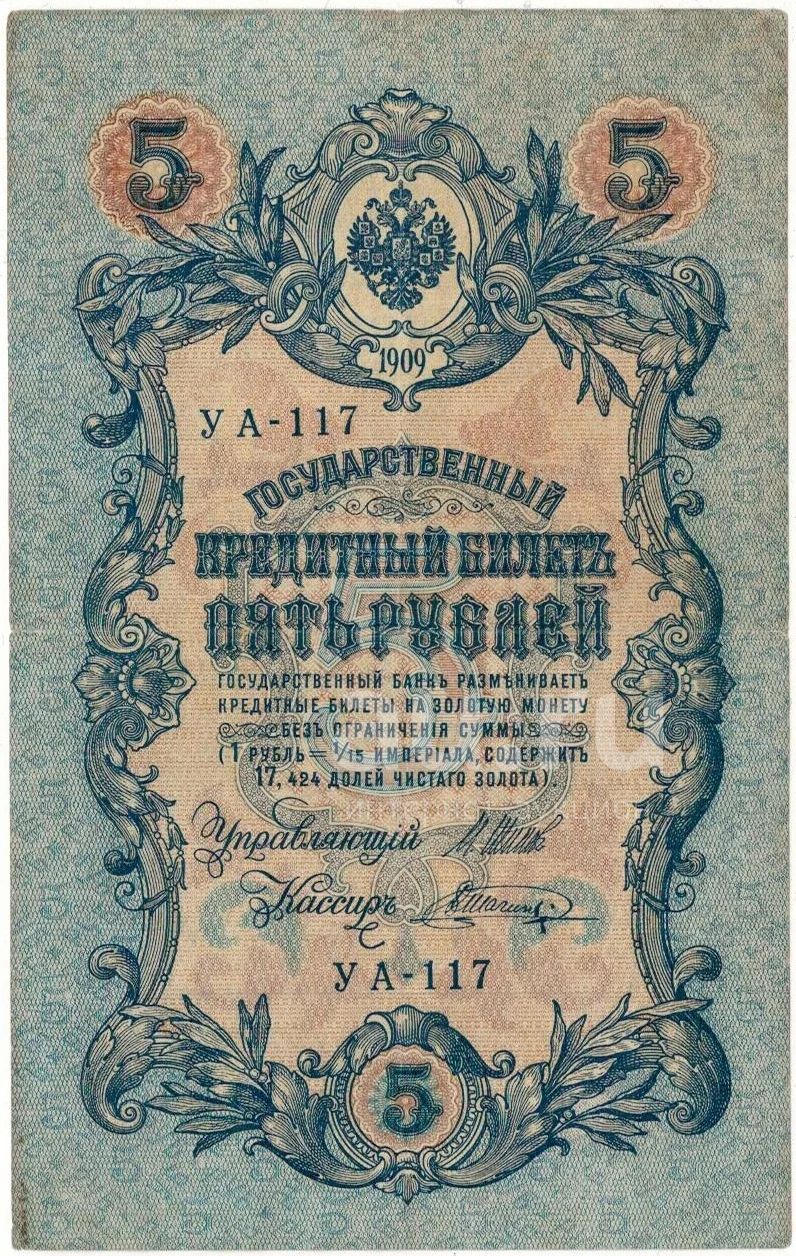 5 5
1909
УА-117
ГОСУДАРСТВЕННЫЙ
КРЕДИТНЫЙ БИЛЕТЪ
ПЯТЬ РУБЛЕЙ
ГОСУДАРСТВЕННЫЙ БАНКЪ РАЗМѢНИВАЕТЪ
КРЕДИТНЫЕ БИЛЕТЫ НА ЗОЛОТУЮ МОНЕТУ
БЕЗЪ ОГРАНИЧЕНІЯ СУММЫ
(1 РУБЛЬ = 1/15 ИМПЕРІАЛА, СОДЕРЖИТЪ
17,424 ДОЛЕЙ ЧИСТАГО ЗОЛОТА).
Управляющій
Кассиръ
УА-117
5